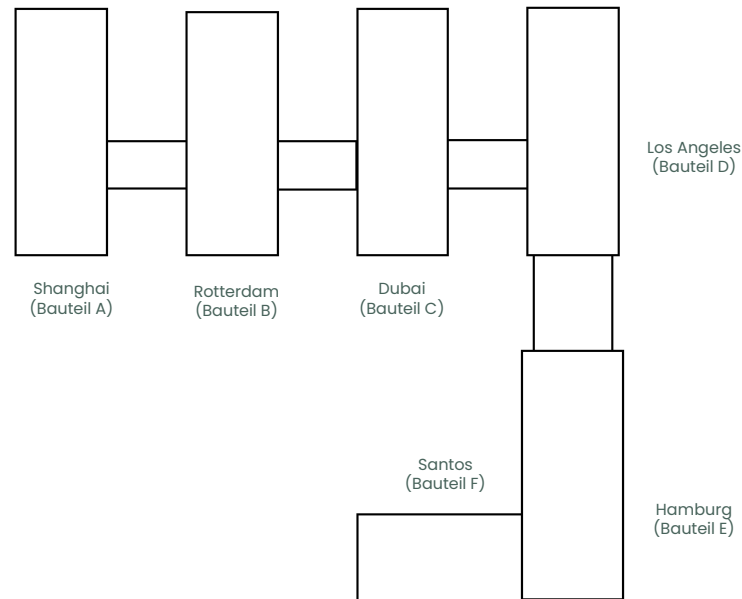 Los Angeles
(Bauteil D)
Shanghai
(Bauteil A)
Rotterdam
(Bauteil B)
Dubai
(Bauteil C)
Santos
(Bauteil F)
Hamburg
(Bauteil E)